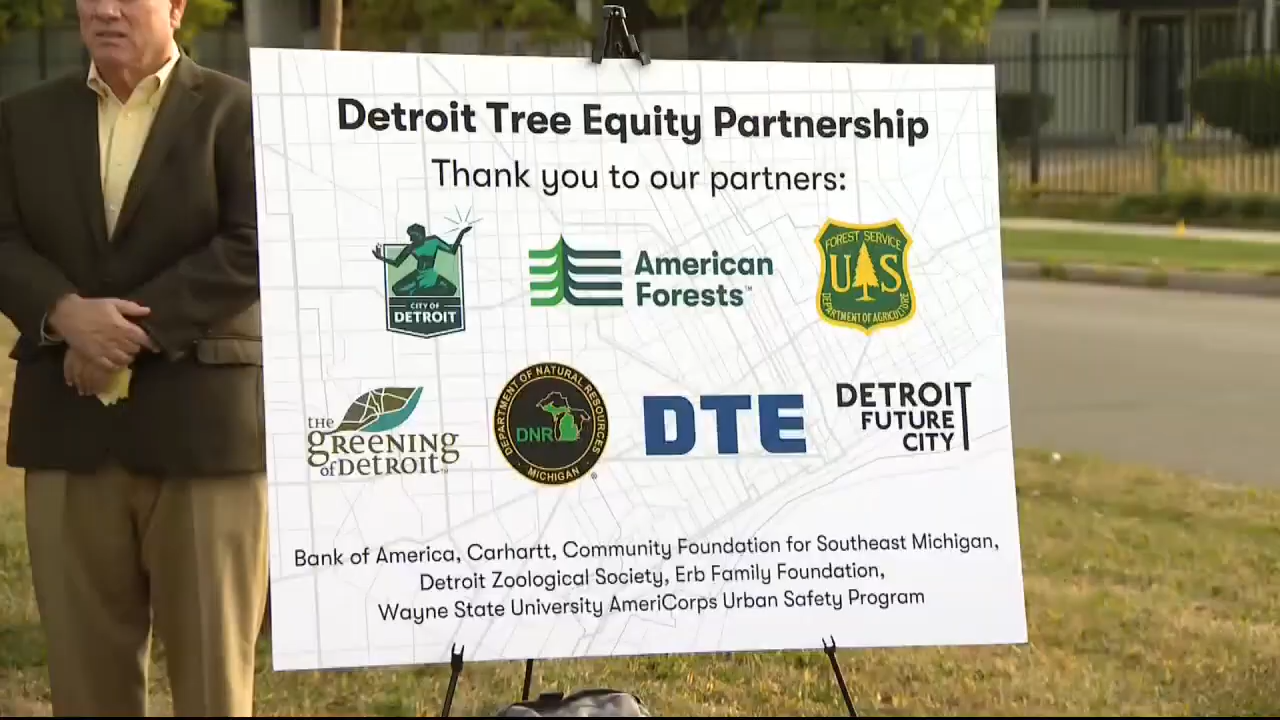 Detroit Tree Equity Partnership
Thank you to our partners:
CITY OF
DETROIT
American
Forests™
FOREST SERVICE
U S
DEPARTMENT OF AGRICULTURE
THE
GREENING
OF DETROIT™
DEPARTMENT OF NATURAL RESOURCES
DNR
MICHIGAN
®
DTE
DETROIT
FUTURE
CITY
Bank of America, Carhartt, Community Foundation for Southeast Michigan,
Detroit Zoological Society, Erb Family Foundation,
Wayne State University AmeriCorps Urban Safety Program